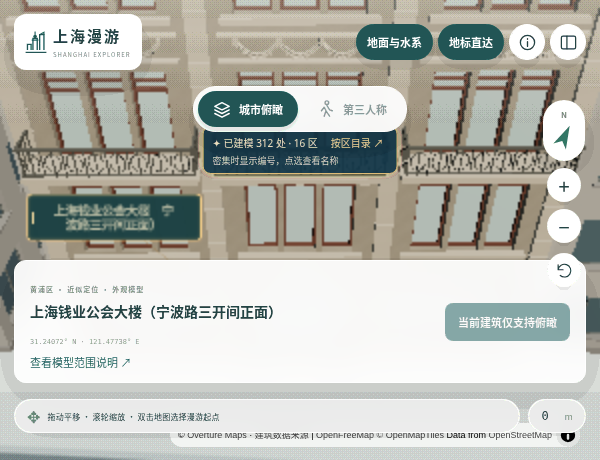 上海漫游
SHANGHAI EXPLORER
地面与水系
地标直达
城市俯瞰
第三人称
N
✦ 已建模 312 处 · 16 区 按区目录 ↗
密集时显示编号，点选查看名称
上海钱业公会大楼（宁
波路三开间正面）
+
−
黄浦区 · 近似定位 · 外观模型
上海钱业公会大楼（宁波路三开间正面）
31.24072° N · 121.47738° E
查看模型范围说明 ↗
当前建筑仅支持俯瞰
拖动平移 · 滚轮缩放 · 双击地图选择漫游起点
0 m
© Overture Maps · 建筑数据来源 | OpenFreeMap © OpenMapTiles Data from OpenStreetMap